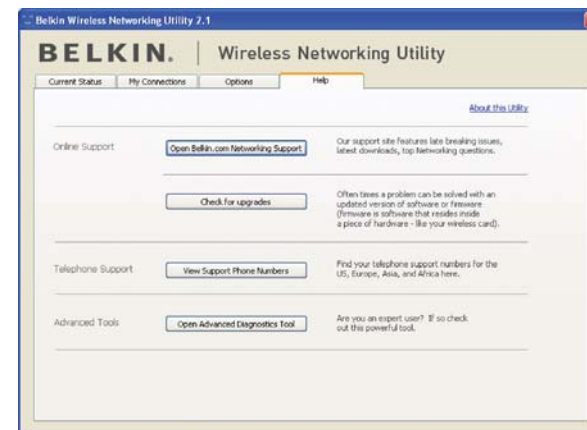 Belkin Wireless Networking Utility 2.1
BELKIN. | Wireless Networking Utility
Current Status My Connections Options Help
About this Utility
Online Support
Open Belkin.com Networking Support
Our support site features late breaking issues,
latest downloads, top Networking questions.
Check for upgrades
Often times a problem can be solved with an
updated version of software or firmware
(firmware is software that resides inside
a piece of hardware - like your wireless card).
Telephone Support
View Support Phone Numbers
Find your telephone support numbers for the
US, Europe, Asia, and Africa here.
Advanced Tools
Open Advanced Diagnostics Tool
Are you an expert user? If so check
out this powerful tool.